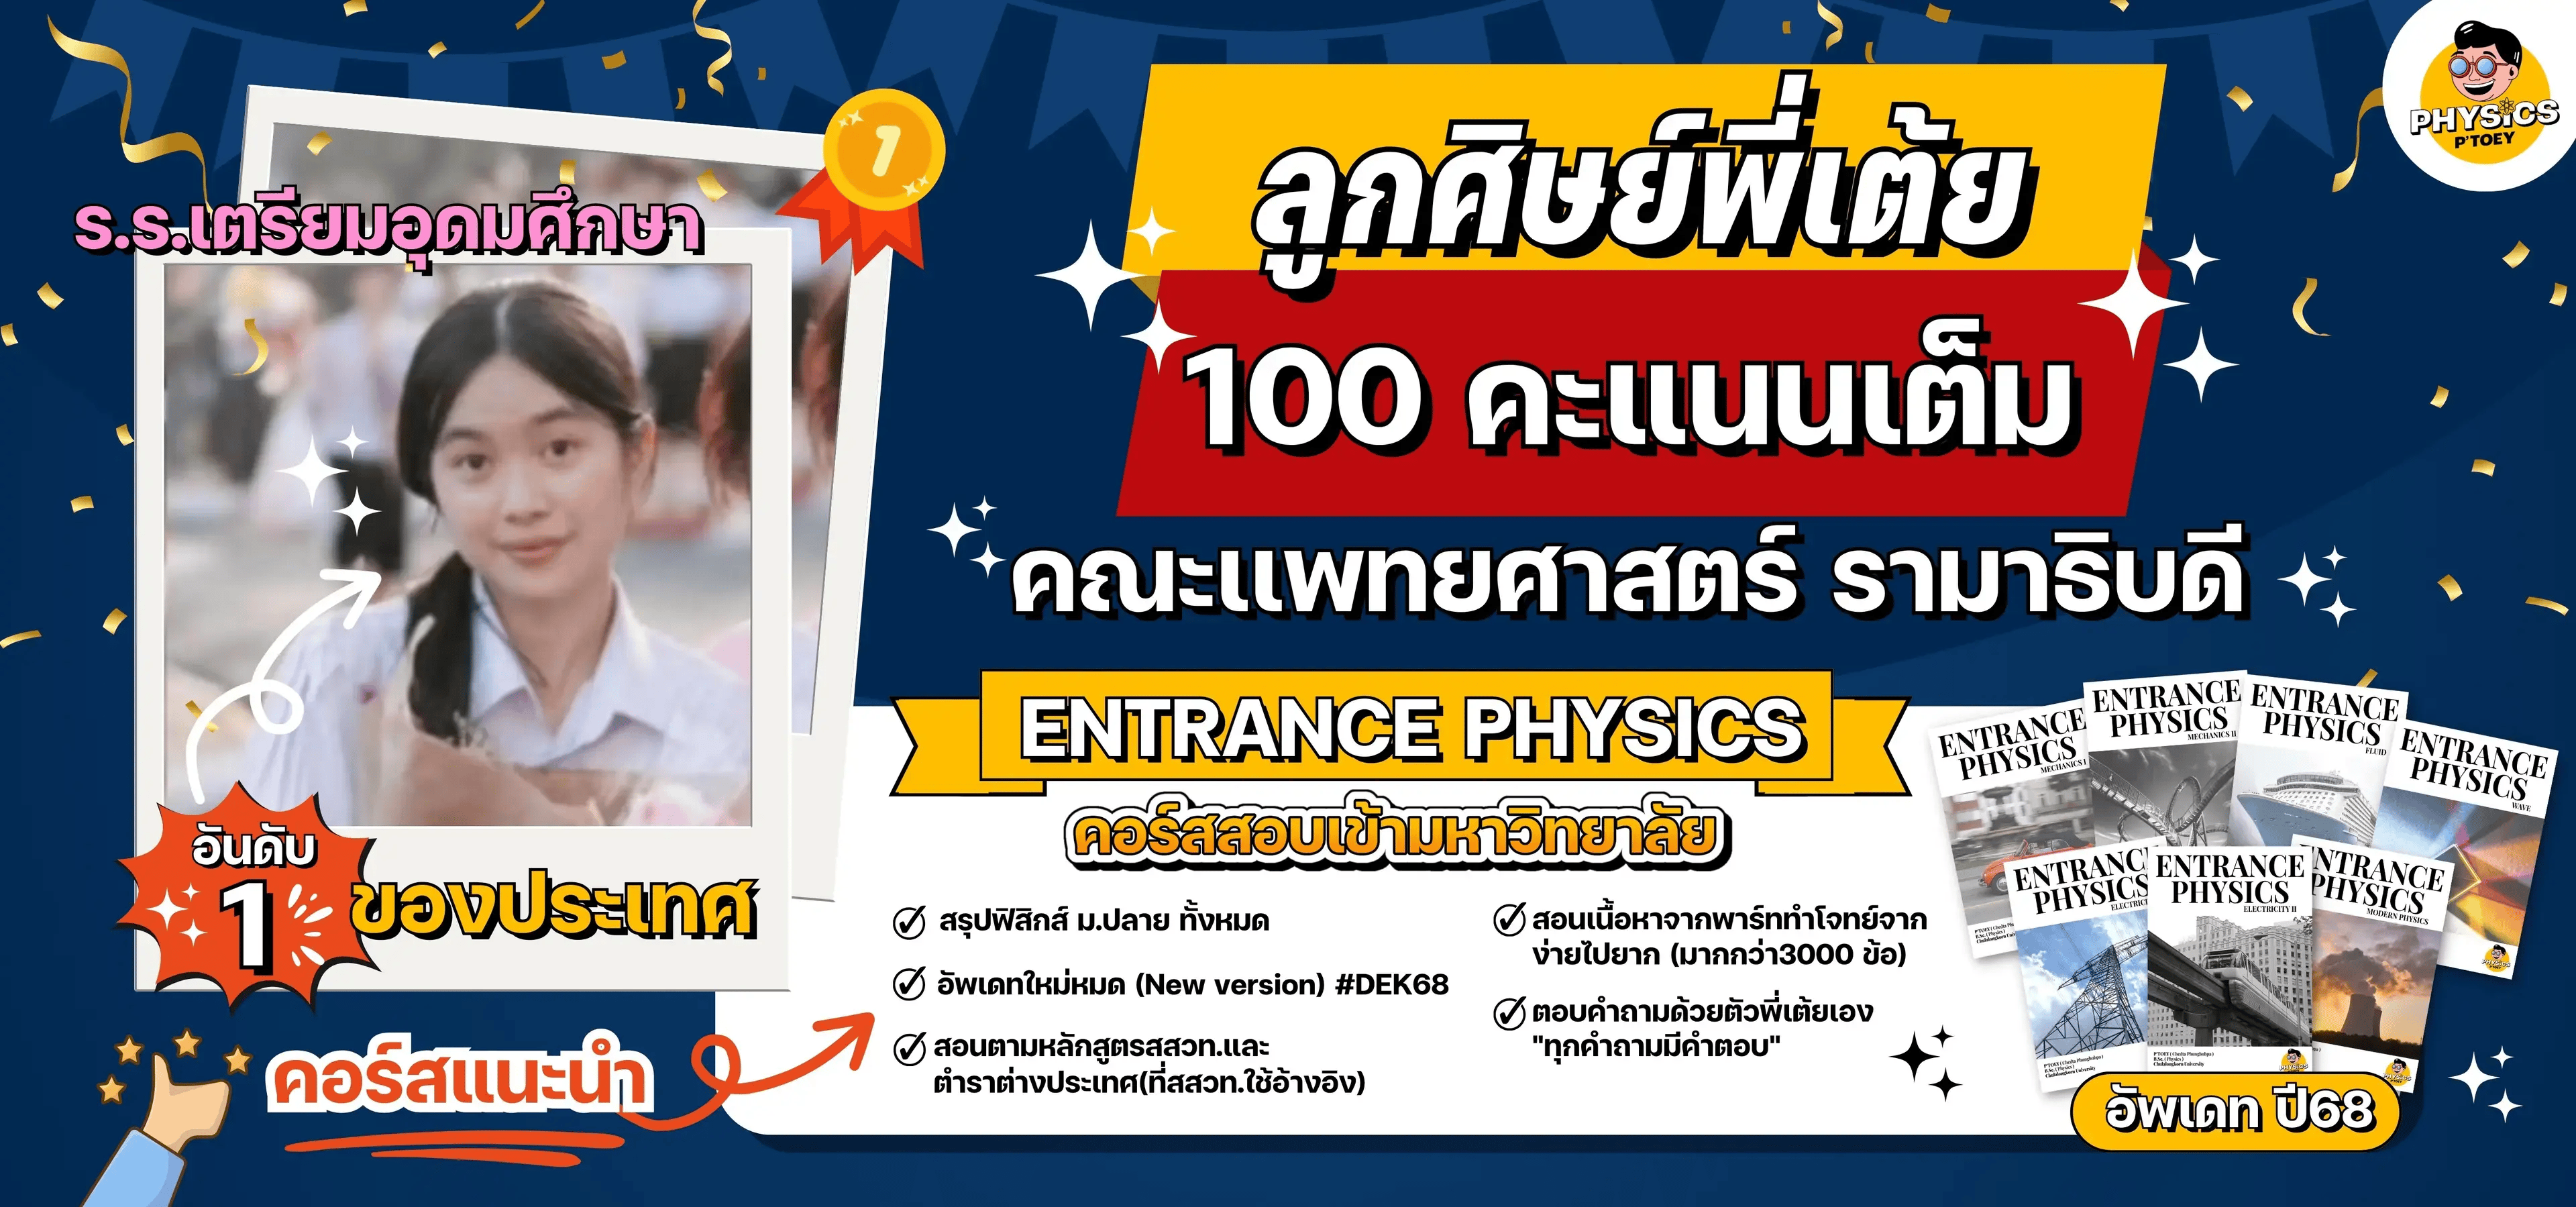 ร.ร.เตรียมอุดมศึกษา
1
อันดับ
1
ของประเทศ
คอร์สแนะนำ
ลูกศิษย์พี่เต้ย
100 คะแนนเต็ม
คณะแพทยศาสตร์ รามาธิบดี
PHYSICS
P'TOEY
ENTRANCE PHYSICS
คอร์สสอบเข้ามหาวิทยาลัย
สรุปฟิสิกส์ ม.ปลาย ทั้งหมด
อัพเดทใหม่หมด (New version) #DEK68
สอนตามหลักสูตรสสวท.และ
ตำราต่างประเทศ(ที่สสวท.ใช้อ้างอิง)
สอนเนื้อหาจากพาร์ททำโจทย์จาก
ง่ายไปยาก (มากกว่า3000 ข้อ)
ตอบคำถามด้วยตัวพี่เต้ยเอง
"ทุกคำถามมีคำตอบ"
ENTRANCE
PHYSICS
MECHANICS I
ENTRANCE
PHYSICS
MECHANICS II
ENTRANCE
PHYSICS
FLUID
ENTRANCE
PHYSICS
WAVE
ENTRANC
PHYSICS
ENTRANCE
PHYSICS
ELECTRICITY II
ENTRANCE
PHYSICS
MODERN PHYSICS
อัพเดท ปี68